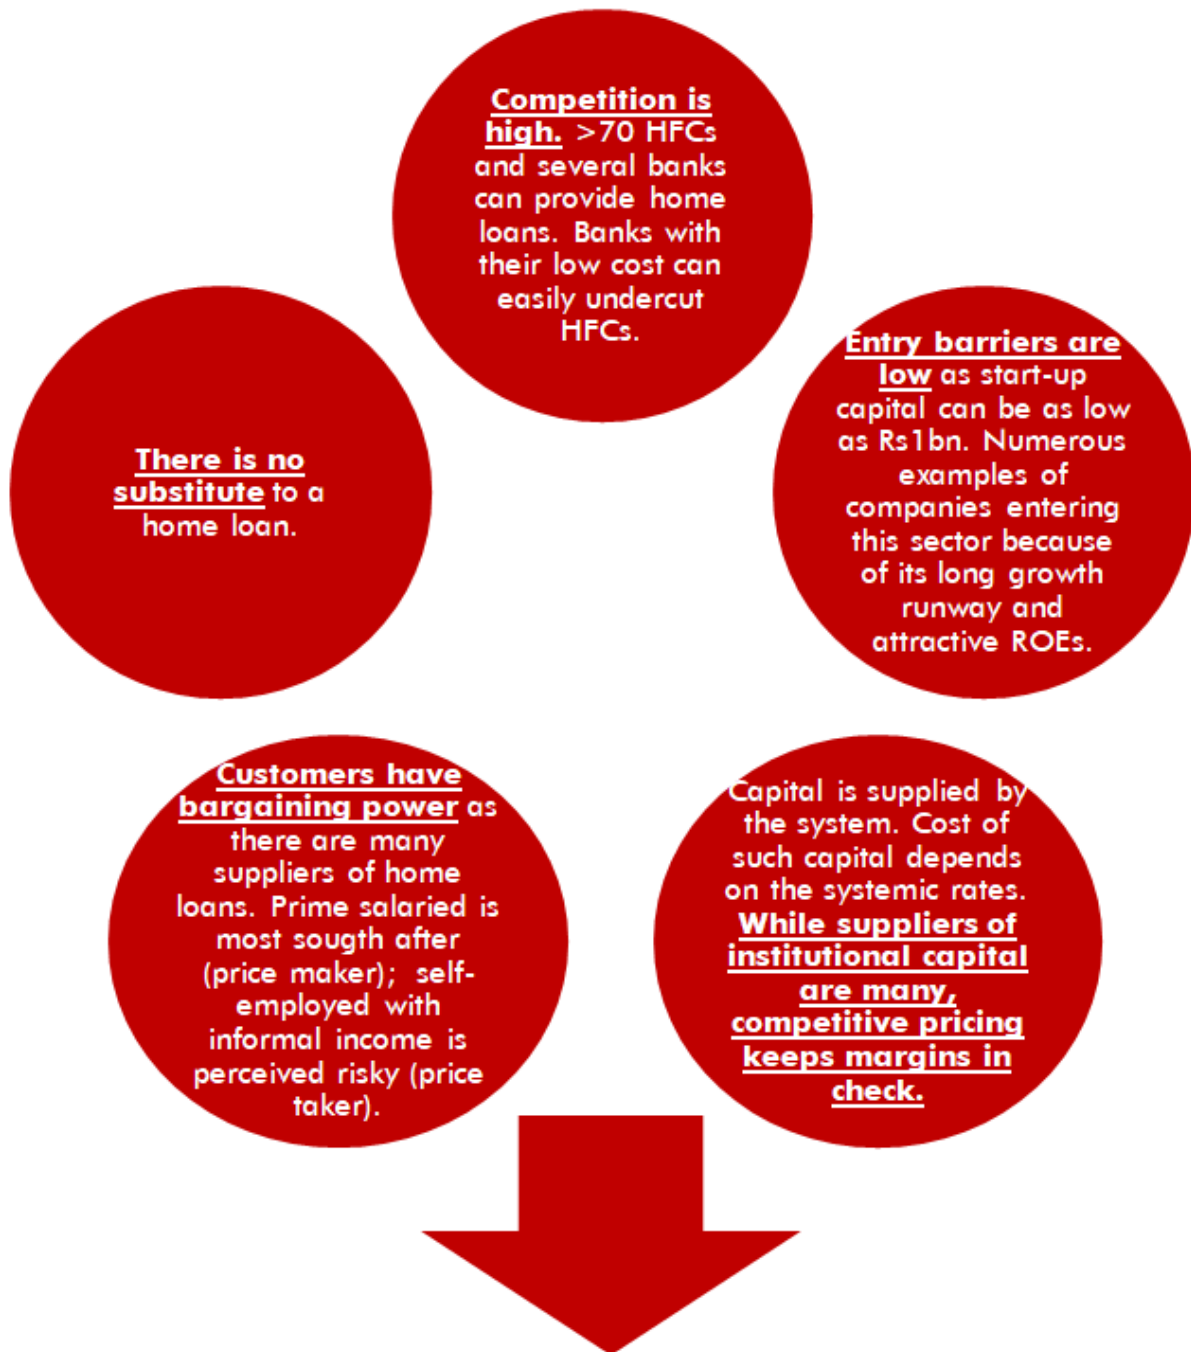 Competition is
high. >70 HFCs
and several banks
can provide home
loans. Banks with
their low cost can
easily undercut
HFCs.
Entry barriers are
low as start-up
capital can be as low
as Rs1bn. Numerous
examples of
companies entering
this sector because
of its long growth
runway and
attractive ROEs.
There is no
substitute to a
home loan.
Customers have
bargaining power as
there are many
suppliers of home
loans. Prime salaried is
most sougth after
(price maker); self-
employed with
informal income is
perceived risky (price
taker).
Capital is supplied by
the system. Cost of
such capital depends
on the systemic rates.
While suppliers of
institutional capital
are many,
competitive pricing
keeps margins in
check.